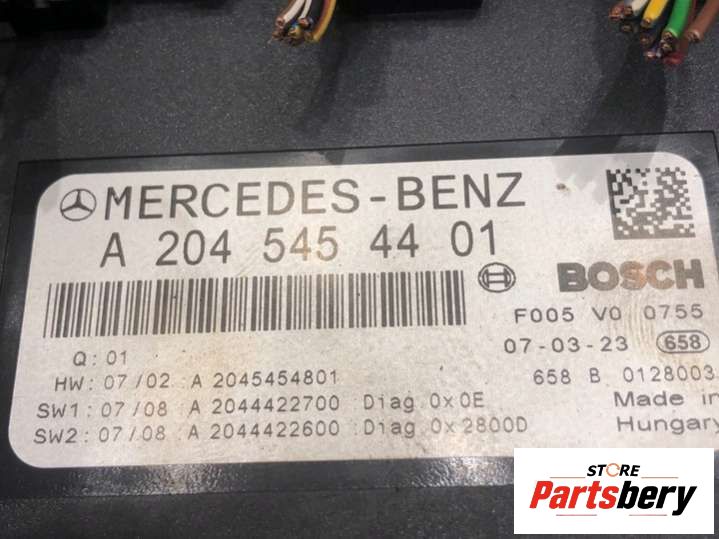 MERCEDES-BENZ
A 204 545 44 01
BOSCH
F005 V0 0755
Q: 01
07-03-23 658
HW: 07/02 A 2045454801
658 B 0128003
SW1: 07/08 :A 2044422700 Diag.0x0E
Made in
SW2: 07/08 :A 2044422600 :Diag.0x2800D
Hungary
STORE
Partsbery